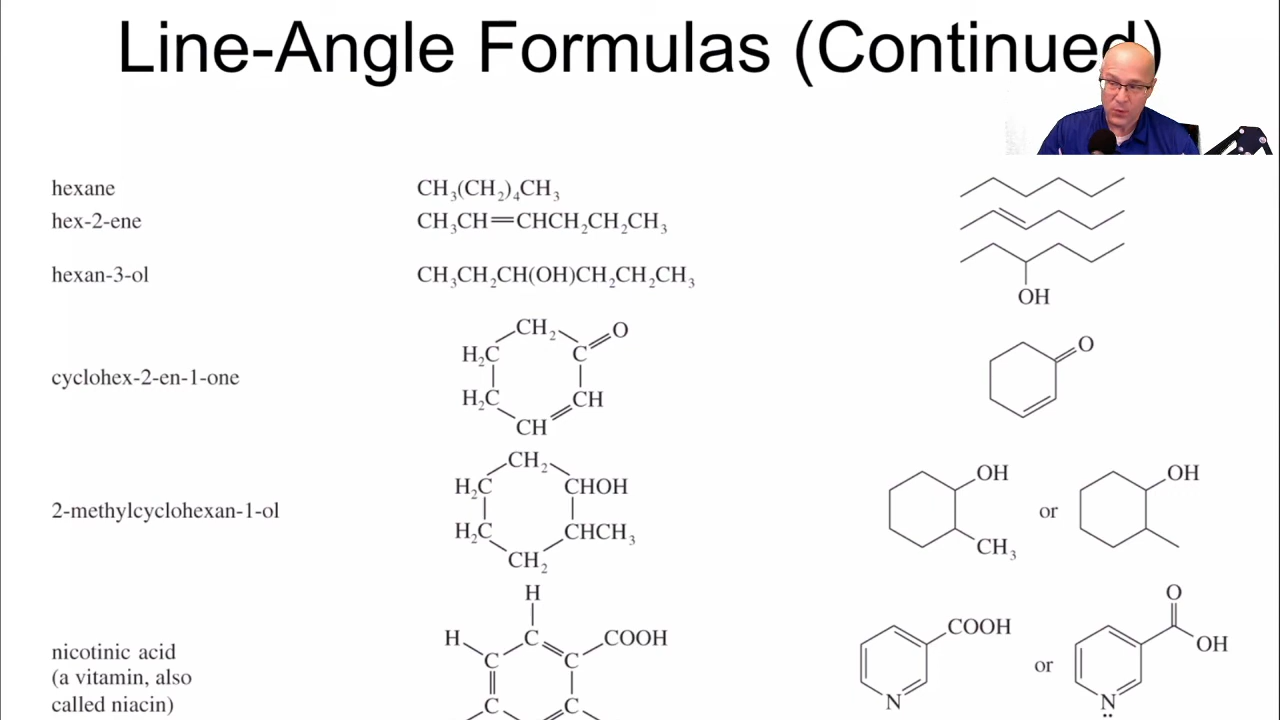 Line-Angle Formulas (Continued)
hexane CH₃(CH₂)₄CH₃
hex-2-ene CH₃CH=CHCH₂CH₂CH₃
hexan-3-ol CH₃CH₂CH(OH)CH₂CH₂CH₃
OH
cyclohex-2-en-1-one
CH₂ O
H₂C C
H₂C CH
CH
O
2-methylcyclohexan-1-ol
CH₂
H₂C CHOH
H₂C CHCH₃
CH₂
OH
CH₃
or
OH
nicotinic acid
(a vitamin, also
called niacin)
H
H C COOH
C C
C C
COOH
N
or
O
OH
N